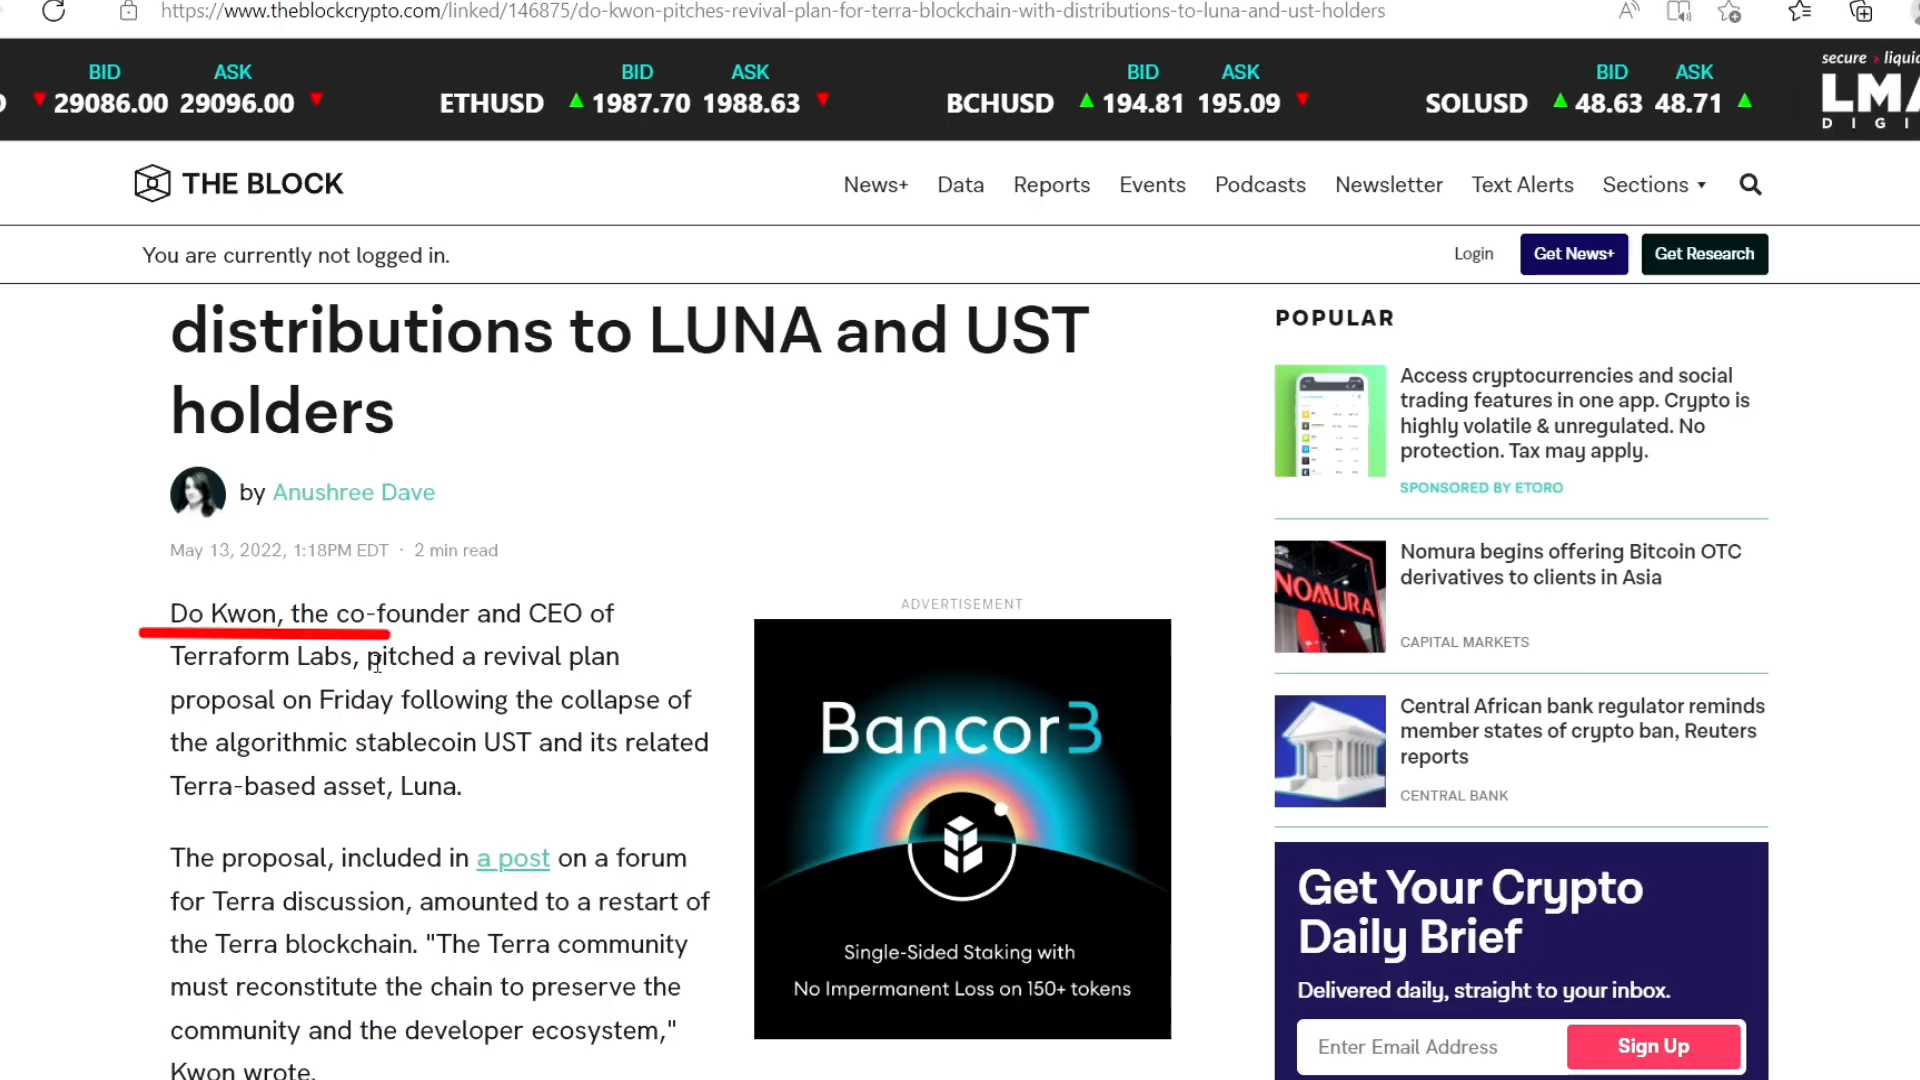 https://www.theblockcrypto.com/linked/146875/do-kwon-pitches-revival-plan-for-terra-blockchain-with-distributions-to-luna-and-ust-holders
BID ASK
29086.00 29096.00
ETHUSD
BID ASK
1987.70 1988.63
BCHUSD
BID ASK
194.81 195.09
SOLUSD
BID ASK
48.63 48.71
secure
THE BLOCK
News+ Data Reports Events Podcasts Newsletter Text Alerts Sections
You are currently not logged in.
Login Get News+ Get Research
distributions to LUNA and UST
holders
by Anushree Dave
May 13, 2022, 1:18PM EDT · 2 min read
Do Kwon, the co-founder and CEO of
Terraform Labs, pitched a revival plan
proposal on Friday following the collapse of
the algorithmic stablecoin UST and its related
Terra-based asset, Luna.
The proposal, included in a post on a forum
for Terra discussion, amounted to a restart of
the Terra blockchain. "The Terra community
must reconstitute the chain to preserve the
community and the developer ecosystem,"
Kwon wrote.
ADVERTISEMENT
Bancor3
Single-Sided Staking with
No Impermanent Loss on 150+ tokens
POPULAR
Access cryptocurrencies and social
trading features in one app. Crypto is
highly volatile & unregulated. No
protection. Tax may apply.
SPONSORED BY ETORO
NOMURA
Nomura begins offering Bitcoin OTC
derivatives to clients in Asia
CAPITAL MARKETS
Central African bank regulator reminds
member states of crypto ban, Reuters
reports
CENTRAL BANK
Get Your Crypto
Daily Brief
Delivered daily, straight to your inbox.
Enter Email Address
Sign Up